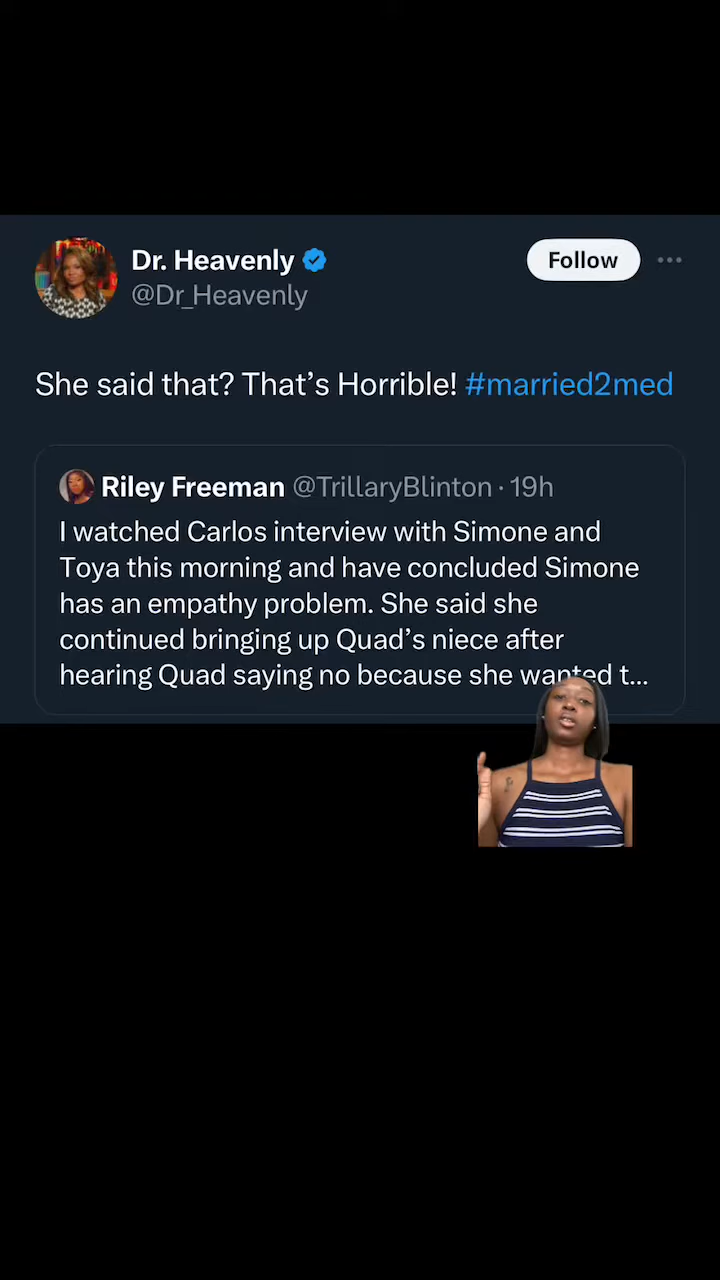 Dr. Heavenly
Follow
@Dr_Heavenly
She said that? That's Horrible! #married2med
Riley Freeman @TrillaryBlinton · 19h
I watched Carlos interview with Simone and
Toya this morning and have concluded Simone
has an empathy problem. She said she
continued bringing up Quad's niece after
hearing Quad saying no because she wanted t...